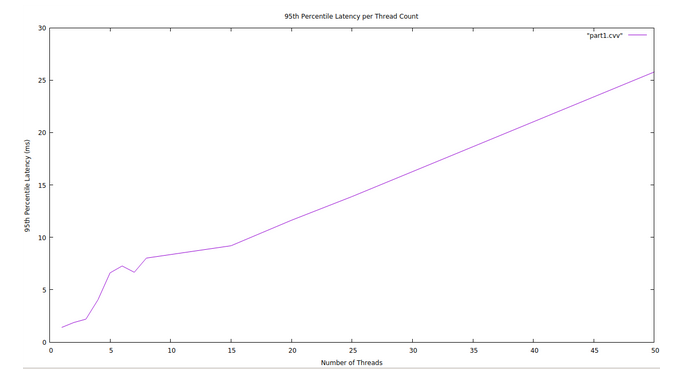 95th Percentile Latency per Thread Count
30
"part1.cvv"
25
20
15
10
5
0
95th Percentile Latency (ms)
0 5 10 15 20 25 30 35 40 45 50
Number of Threads